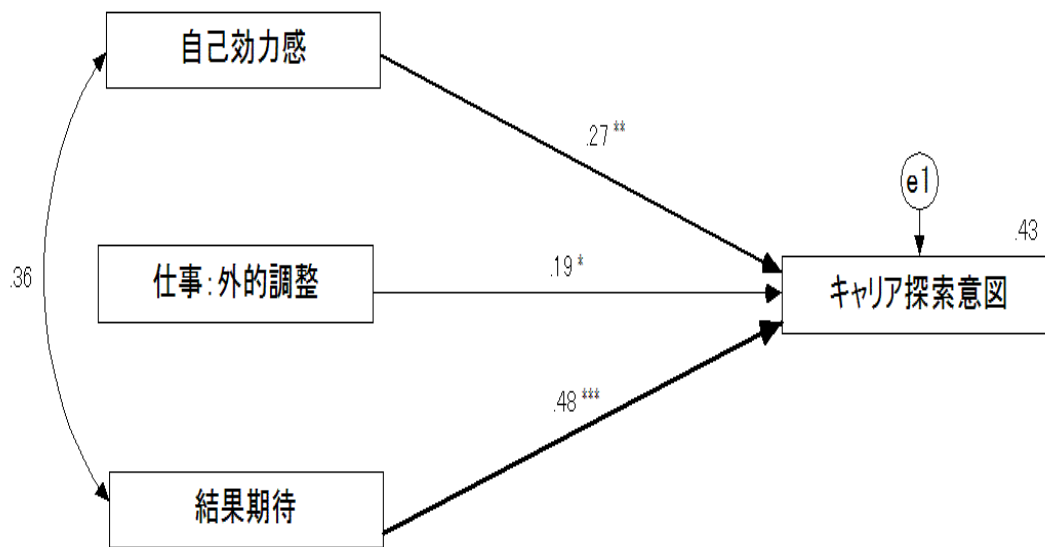 自己効力感
.27 **
e1
.43
.36
仕事：外的調整
.19 *
キャリア探索意図
.48 ***
結果期待